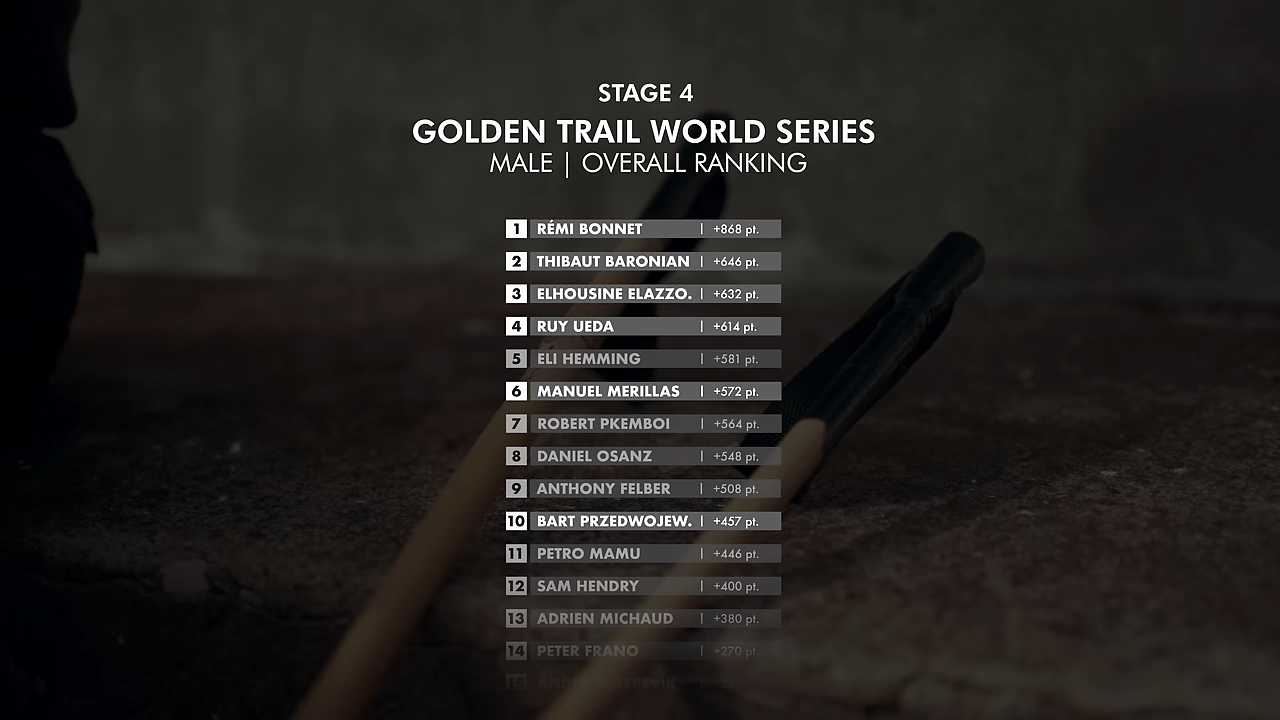 STAGE 4
GOLDEN TRAIL WORLD SERIES
MALE | OVERALL RANKING
1 RÉMI BONNET | +868 pt.
2 THIBAUT BARONIAN | +646 pt.
3 ELHOUSINE ELAZZO. | +632 pt.
4 RUY UEDA | +614 pt.
5 ELI HEMMING | +581 pt.
6 MANUEL MERILLAS | +572 pt.
7 ROBERT PKEMBOI | +564 pt.
8 DANIEL OSANZ | +548 pt.
9 ANTHONY FELBER | +508 pt.
10 BART PRZEDWOJEW. | +457 pt.
11 PETRO MAMU | +446 pt.
12 SAM HENDRY | +400 pt.
13 ADRIEN MICHAUD | +380 pt.
14 PETER FRANO | +270 pt.
15